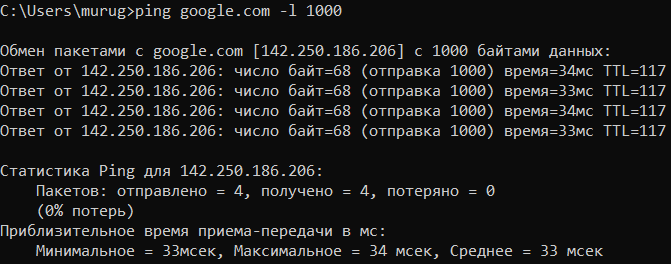 C:\Users\murug>ping google.com -l 1000
Обмен пакетами с google.com [142.250.186.206] с 1000 байтами данных:
Ответ от 142.250.186.206: число байт=68 (отправка 1000) время=34мс TTL=117
Ответ от 142.250.186.206: число байт=68 (отправка 1000) время=33мс TTL=117
Ответ от 142.250.186.206: число байт=68 (отправка 1000) время=34мс TTL=117
Ответ от 142.250.186.206: число байт=68 (отправка 1000) время=33мс TTL=117
Статистика Ping для 142.250.186.206:
Пакетов: отправлено = 4, получено = 4, потеряно = 0
(0% потерь)
Приблизительное время приема-передачи в мс:
Минимальное = 33мсек, Максимальное = 34 мсек, Среднее = 33 мсек